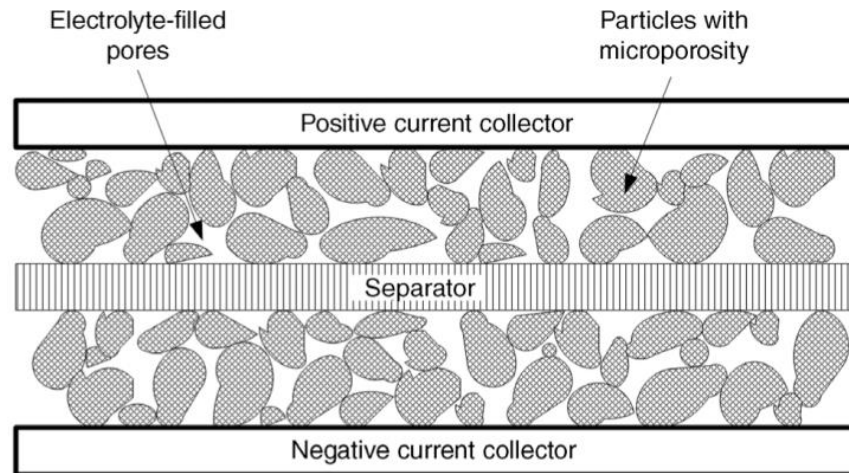 Electrolyte-filled
pores
Particles with
microporosity
Positive current collector
Separator
Negative current collector